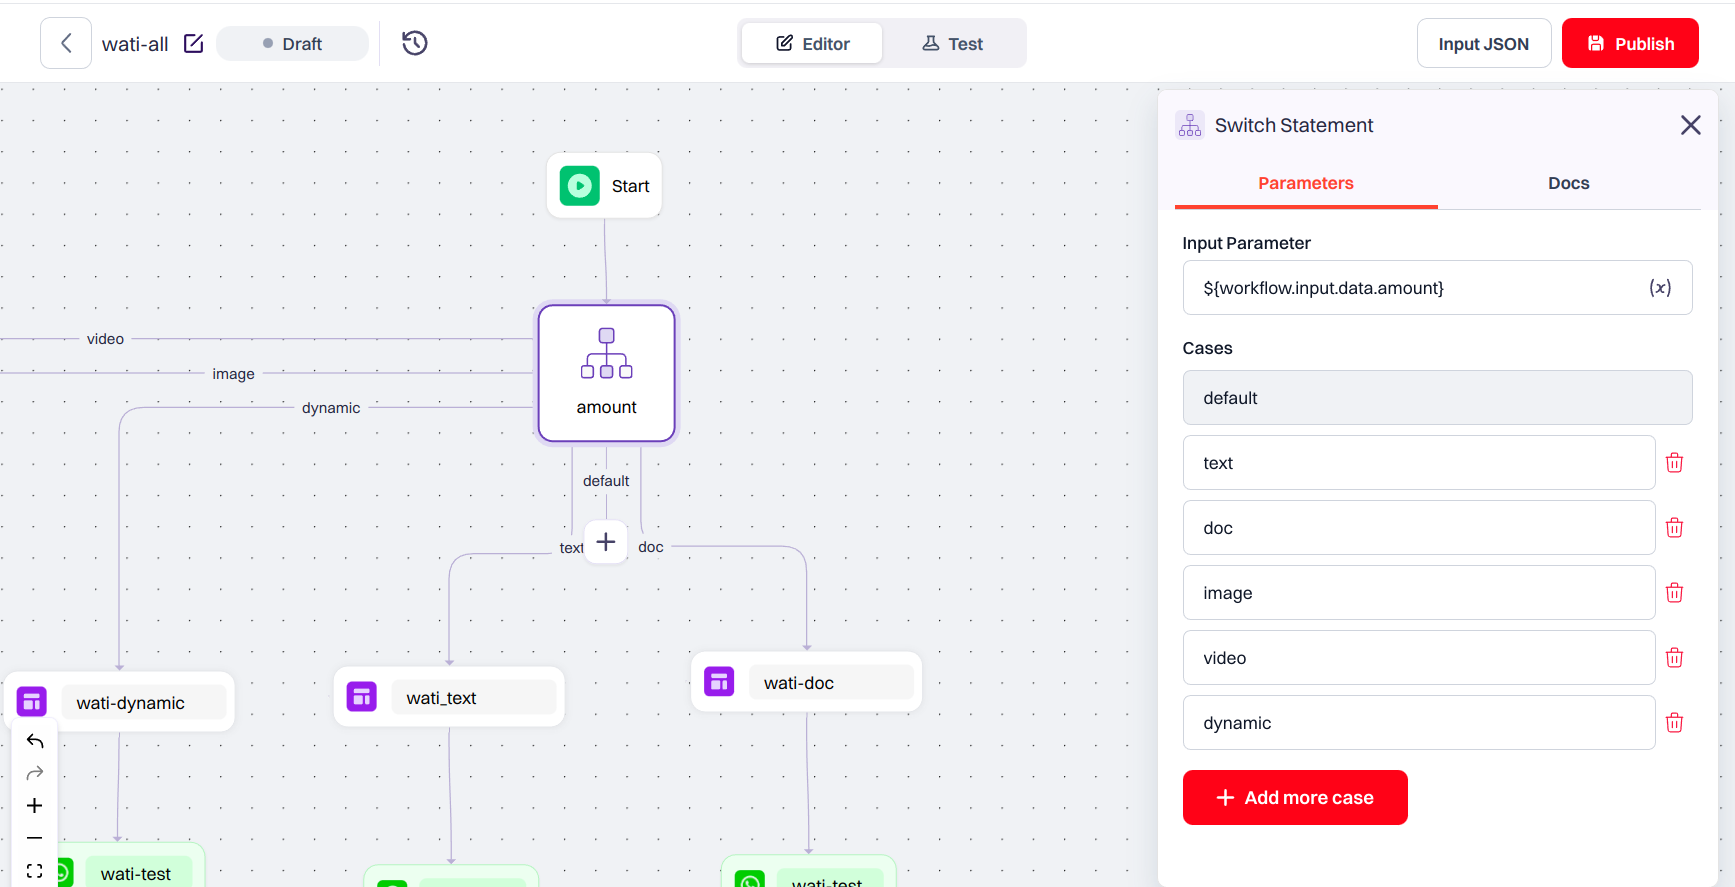 wati-all
Draft
Editor
Test
Input JSON
Publish
Start
video
image
dynamic
amount
default
text
doc
wati-dynamic
wati_text
wati-doc
wati-test
wati-test
Switch Statement
Parameters
Docs
Input Parameter
${workflow.input.data.amount}
(x)
Cases
default
text
doc
image
video
dynamic
Add more case